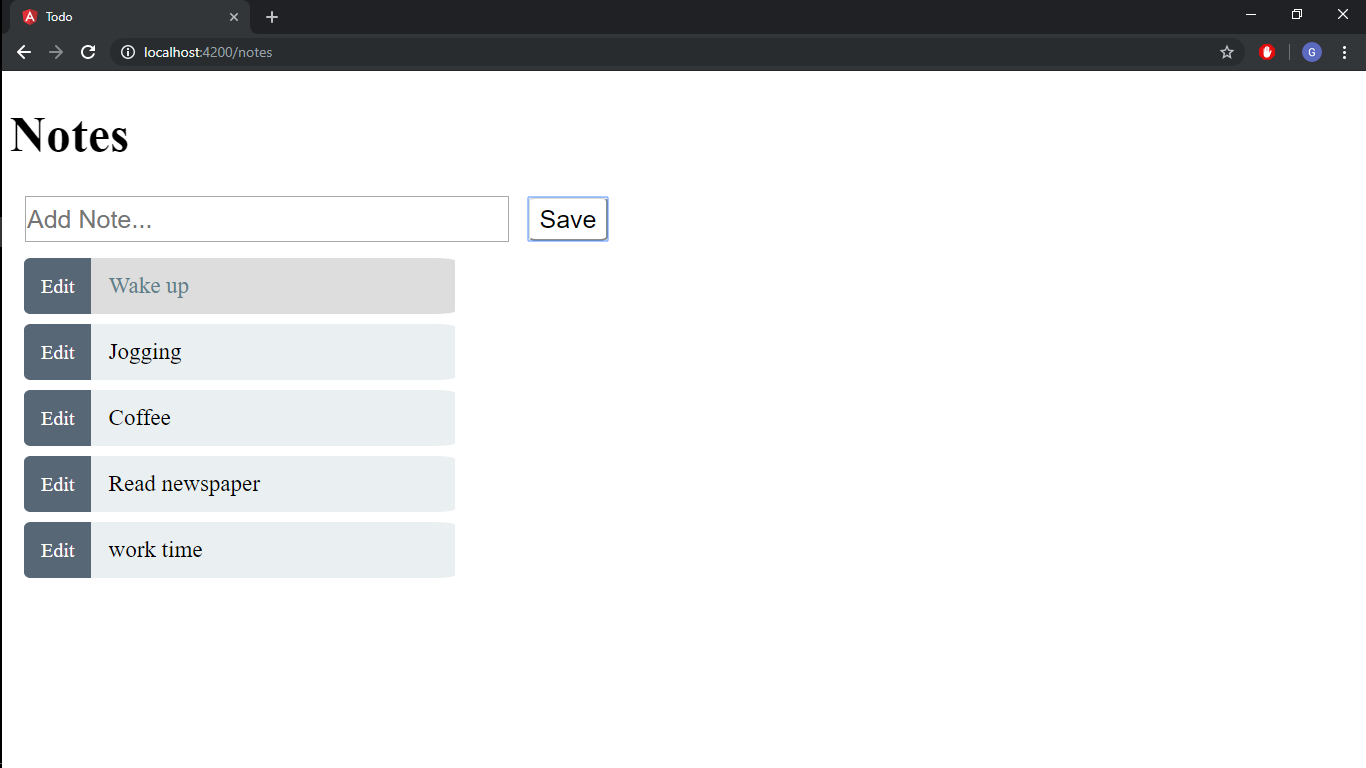 Todo
localhost:4200/notes
G
Notes
Add Note... Save
Edit Wake up
Edit Jogging
Edit Coffee
Edit Read newspaper
Edit work time